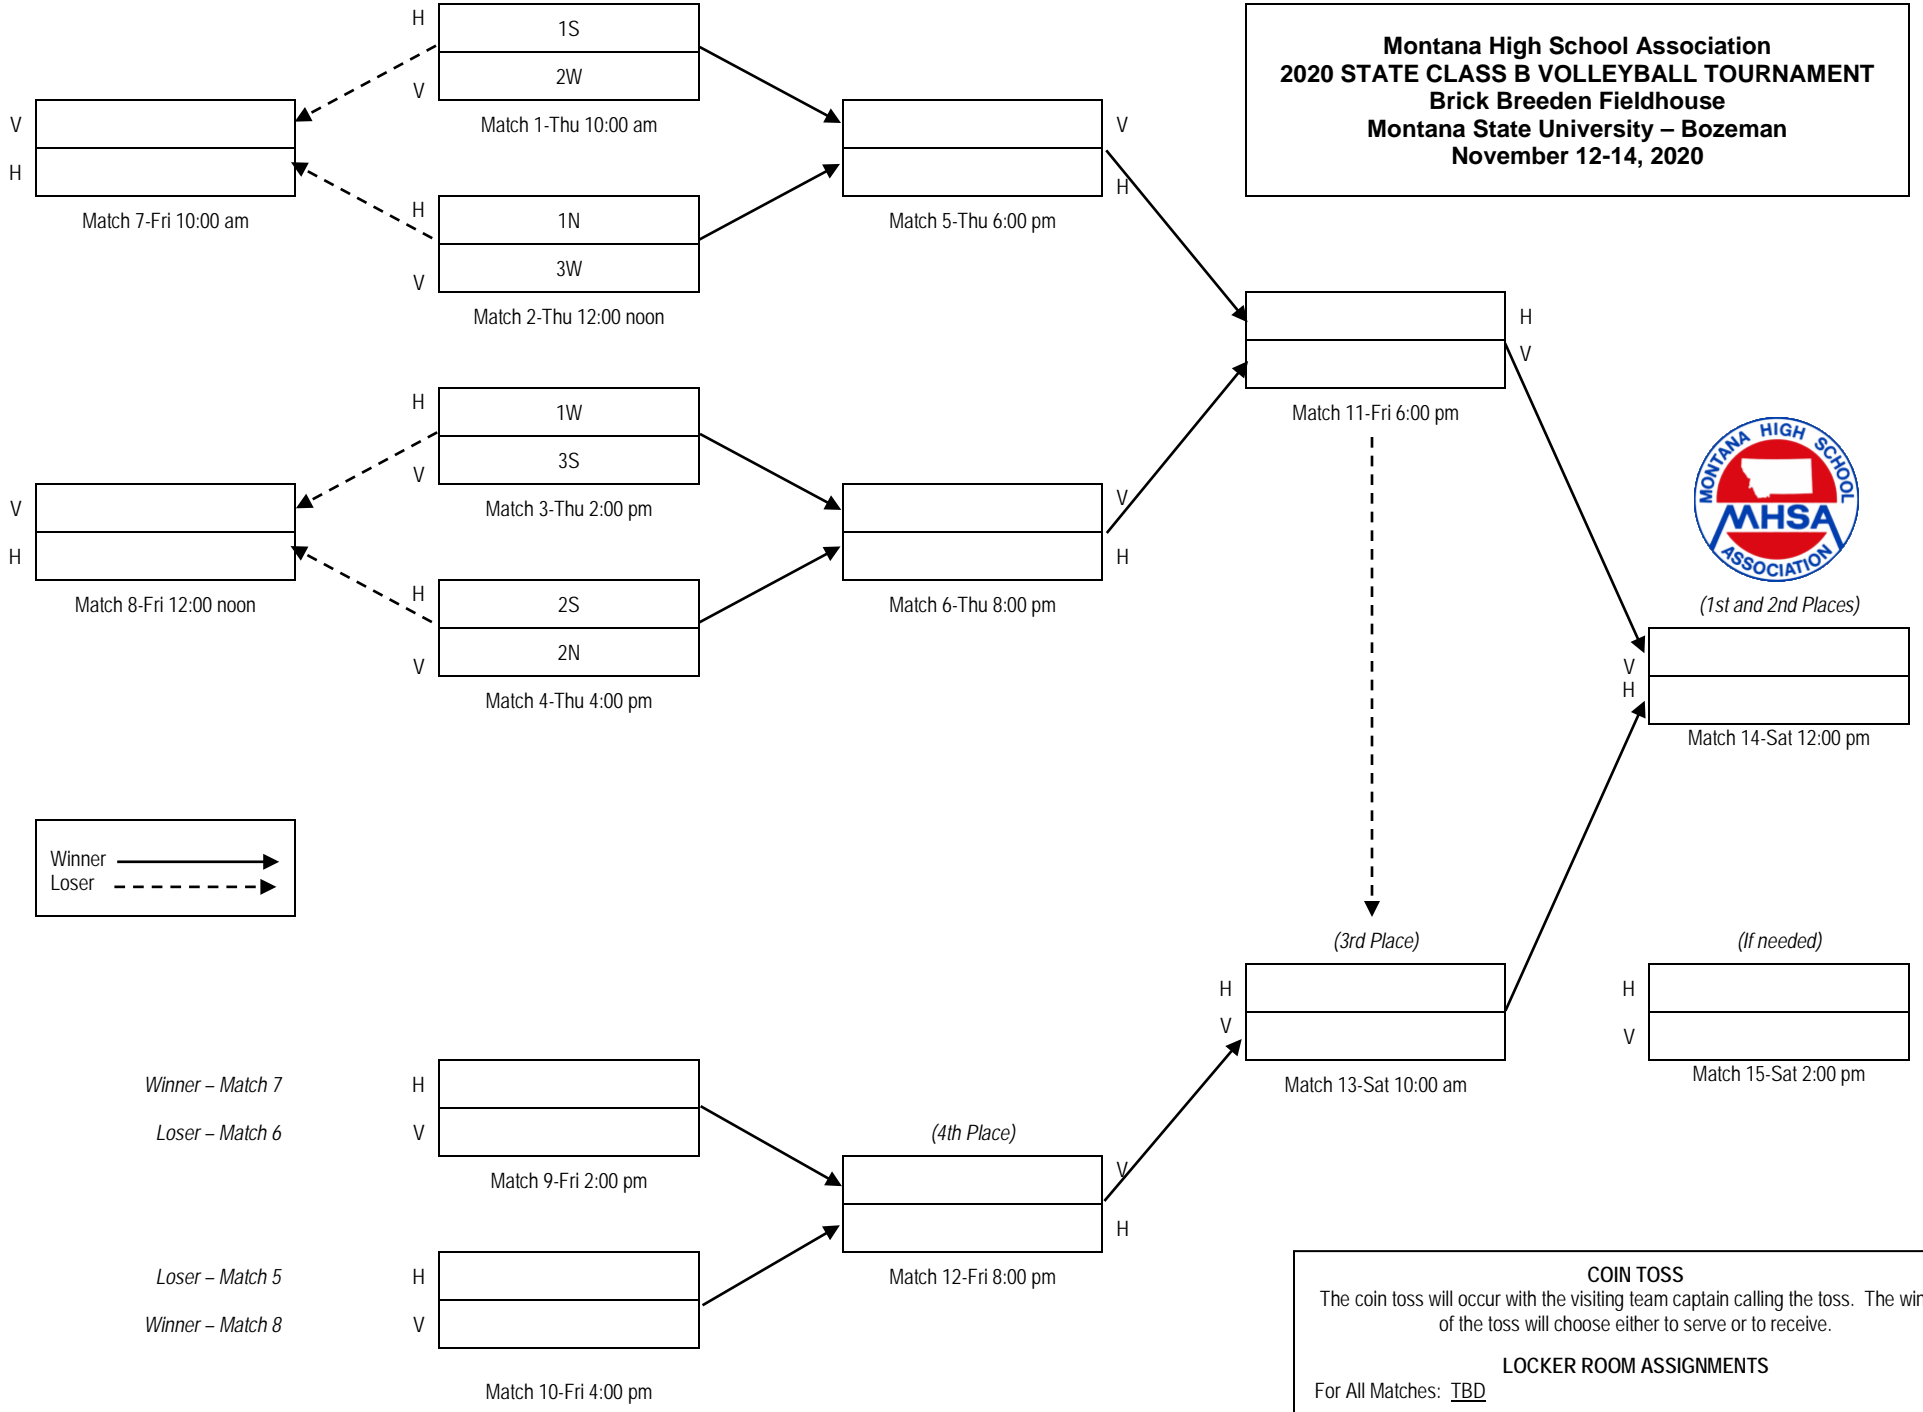 Montana High School Association
2020 STATE CLASS B VOLLEYBALL TOURNAMENT
Brick Breeden Fieldhouse
Montana State University – Bozeman
November 12-14, 2020
H
1S
V
2W
Match 1-Thu 10:00 am
V
H
Match 7-Fri 10:00 am
H
1N
V
3W
Match 2-Thu 12:00 noon
V
H
Match 5-Thu 6:00 pm
H
1W
V
3S
Match 3-Thu 2:00 pm
V
H
Match 8-Fri 12:00 noon
H
2S
V
2N
Match 4-Thu 4:00 pm
V
H
Match 6-Thu 8:00 pm
H
V
Match 11-Fri 6:00 pm
MONTANA HIGH SCHOOL
MHSA
ASSOCIATION
(1st and 2nd Places)
V
H
Match 14-Sat 12:00 pm
Winner
Loser
(3rd Place)
H
V
Match 13-Sat 10:00 am
(If needed)
H
V
Match 15-Sat 2:00 pm
Winner – Match 7
H
Loser – Match 6
V
Match 9-Fri 2:00 pm
(4th Place)
V
H
Match 12-Fri 8:00 pm
Loser – Match 5
H
Winner – Match 8
V
Match 10-Fri 4:00 pm
COIN TOSS
The coin toss will occur with the visiting team captain calling the toss. The win
of the toss will choose either to serve or to receive.
LOCKER ROOM ASSIGNMENTS
For All Matches: TBD